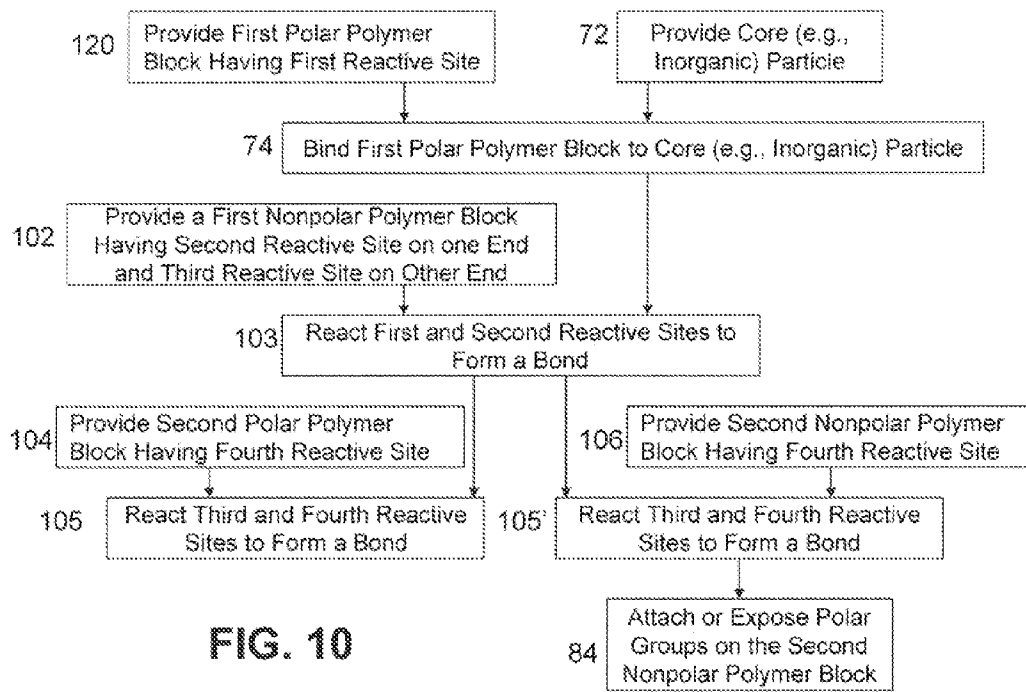 120
Provide First Polar Polymer
Block Having First Reactive Site
72
Provide Core (e.g.,
Inorganic) Particle
74
Bind First Polar Polymer Block to Core (e.g., Inorganic) Particle
102
Provide a First Nonpolar Polymer Block
Having Second Reactive Site on one End
and Third Reactive Site on Other End
103
React First and Second Reactive Sites to
Form a Bond
104
Provide Second Polar Polymer
Block Having Fourth Reactive Site
106
Provide Second Nonpolar Polymer
Block Having Fourth Reactive Site
105
React Third and Fourth Reactive
Sites to Form a Bond
105'
React Third and Fourth Reactive
Sites to Form a Bond
84
Attach or Expose Polar
Groups on the Second
Nonpolar Polymer Block
FIG. 10